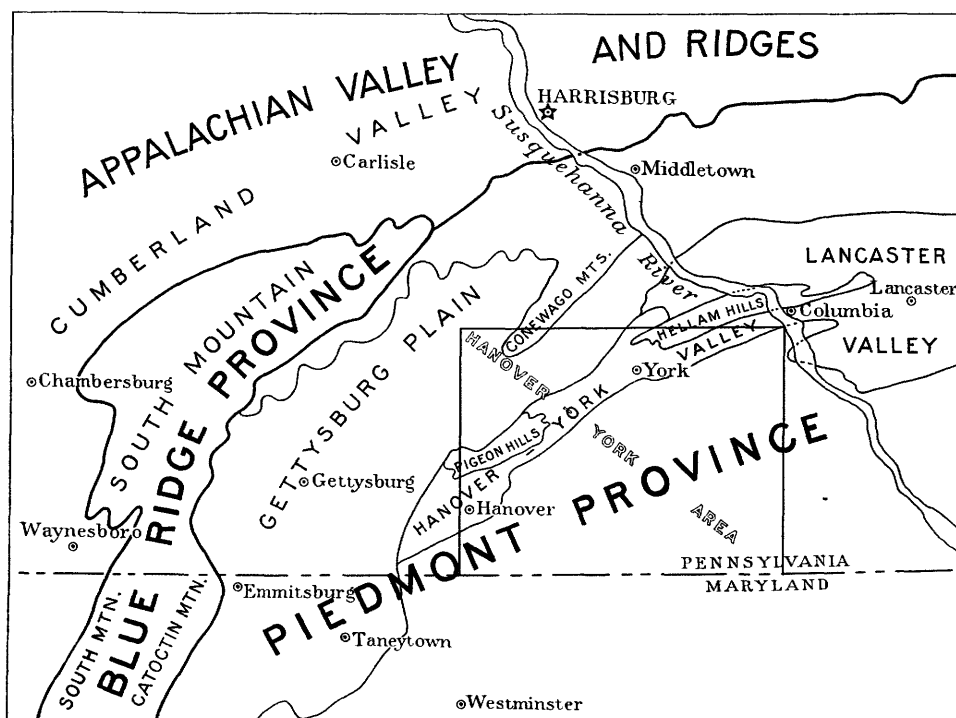 APPALACHIAN VALLEY AND RIDGES
CUMBERLAND VALLEY
HARRISBURG
Carlisle
Middletown
Susquehanna River
SOUTH MOUNTAIN
BLUE RIDGE PROVINCE
GETTYSBURG PLAIN
CONEWAGO MTS.
LANCASTER VALLEY
Lancaster
Columbia
HELLAM HILLS
HANOVER YORK VALLEY
York
HANOVER YORK AREA
Chambersburg
PIGEON HILLS
Gettysburg
Hanover
Waynesboro
PIEDMONT PROVINCE
PENNSYLVANIA
MARYLAND
SOUTH MTN.
CATOCTIN MTN.
Emmitsburg
Taneytown
Westminster